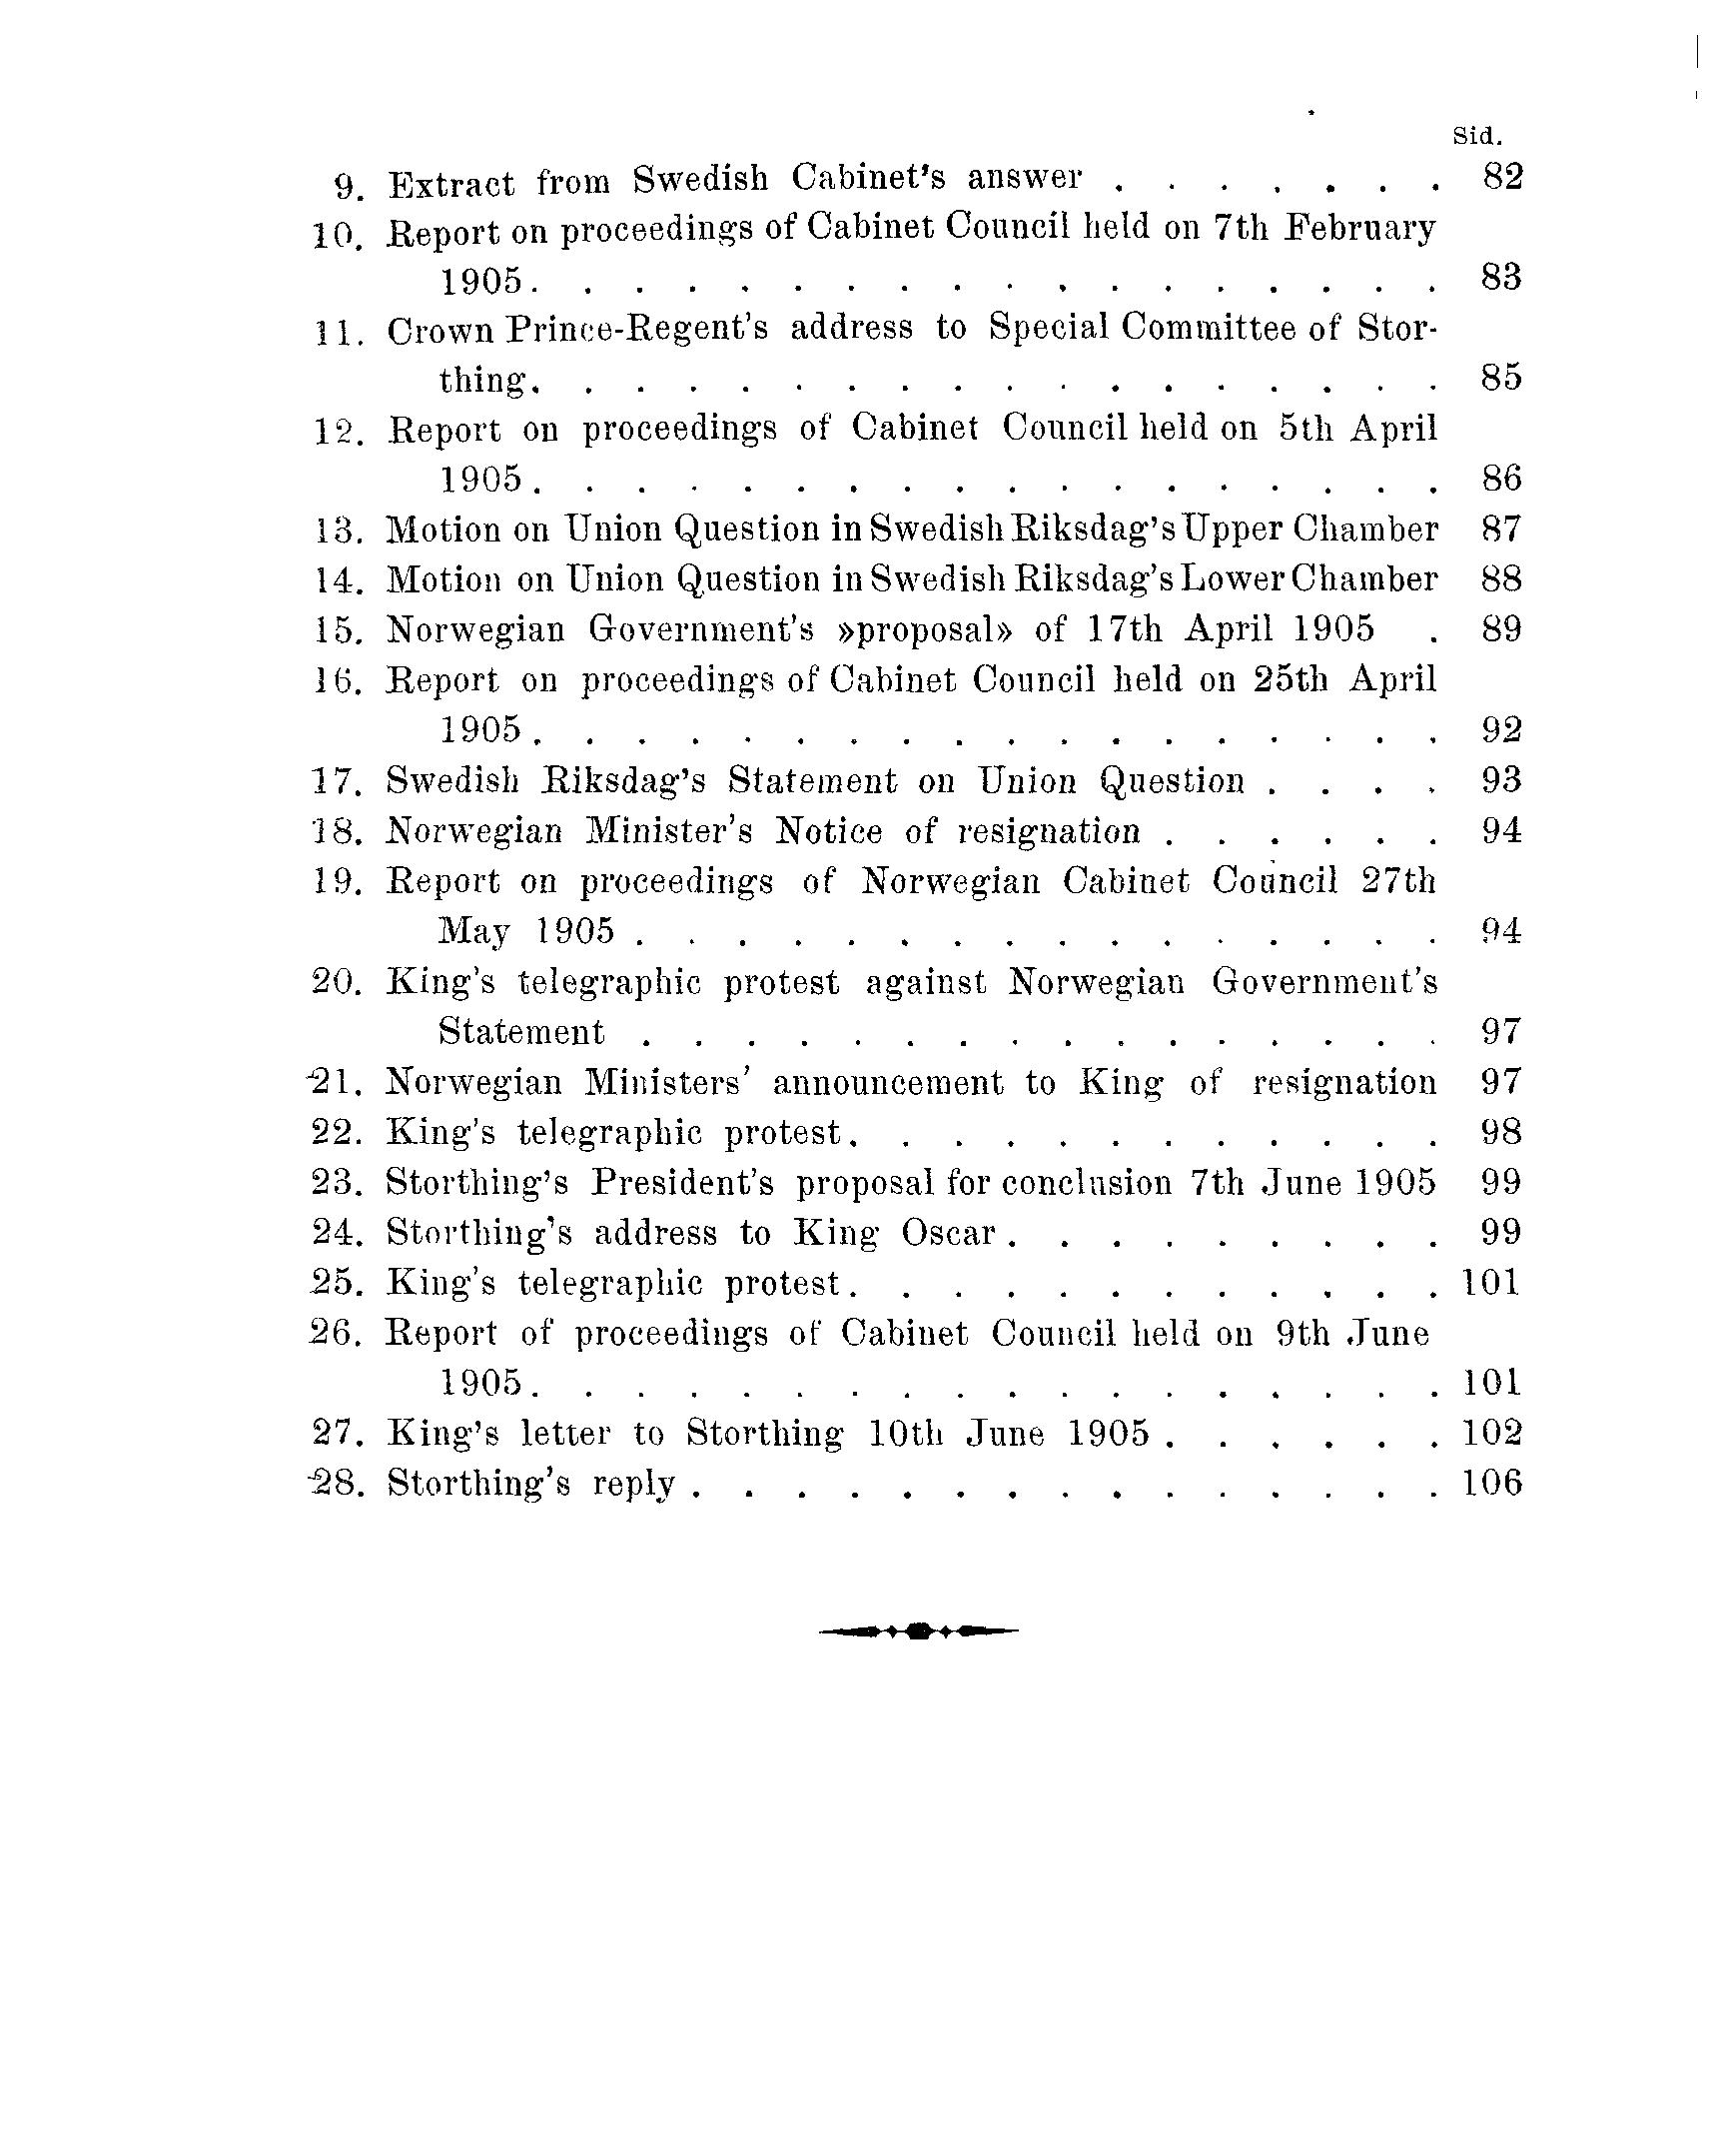 Sid.
9. Extract from Swedish Cabinet's answer . . . . . . . 82
10. Report on proceedings of Cabinet Council held on 7th February
1905. . . . . . . . . . . . . . . . . . 83
11. Crown Prince-Regent's address to Special Committee of Stor-
thing. . . . . . . . . . . . . . . . . . 85
12. Report on proceedings of Cabinet Council held on 5th April
1905. . . . . . . . . . . . . . . . . . 86
13. Motion on Union Question in Swedish Riksdag's Upper Chamber 87
14. Motion on Union Question in Swedish Riksdag's Lower Chamber 88
15. Norwegian Government's »proposal» of 17th April 1905 . 89
16. Report on proceedings of Cabinet Council held on 25th April
1905. . . . . . . . . . . . . . . . . . 92
17. Swedish Riksdag's Statement on Union Question . . . . 93
18. Norwegian Minister's Notice of resignation . . . . . . 94
19. Report on proceedings of Norwegian Cabinet Council 27th
May 1905 . . . . . . . . . . . . . . . . 94
20. King's telegraphic protest against Norwegian Government's
Statement . . . . . . . . . . . . . . . . 97
21. Norwegian Ministers' announcement to King of resignation 97
22. King's telegraphic protest. . . . . . . . . . . . 98
23. Storthing's President's proposal for conclusion 7th June 1905 99
24. Storthing's address to King Oscar . . . . . . . . . 99
25. King's telegraphic protest. . . . . . . . . . . . 101
26. Report of proceedings of Cabinet Council held on 9th June
1905. . . . . . . . . . . . . . . . . . 101
27. King's letter to Storthing 10th June 1905 . . . . . . 102
28. Storthing's reply . . . . . . . . . . . . . . . 106